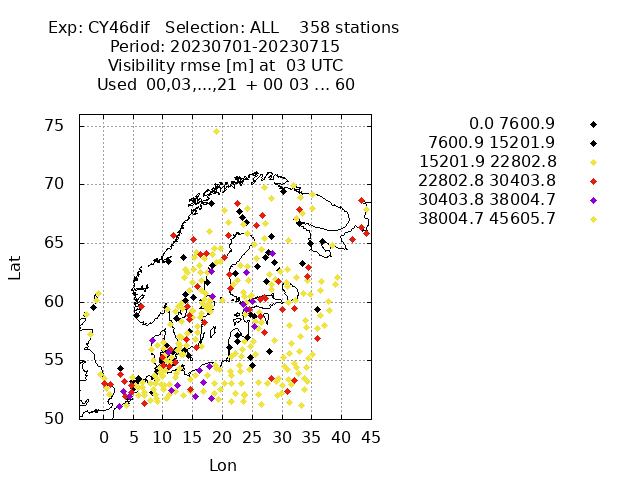 Exp: CY46dif   Selection: ALL    358 stations
Period: 20230701-20230715
Visibility rmse [m] at  03 UTC
Used  00,03,...,21  + 00 03 ... 60
0.0 7600.9
7600.9 15201.9
15201.9 22802.8
22802.8 30403.8
30403.8 38004.7
38004.7 45605.7
75
70
65
60
55
50
Lat
0 5 10 15 20 25 30 35 40 45
Lon